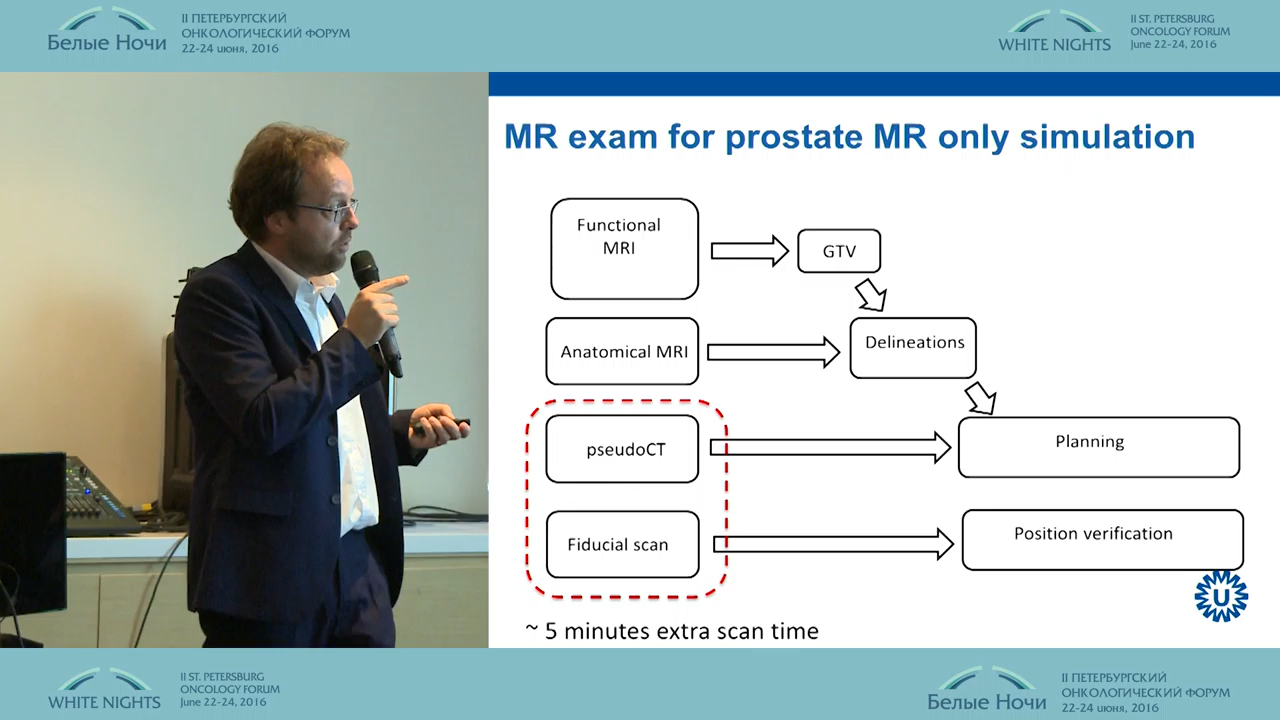 Белые Ночи
II ПЕТЕРБУРГСКИЙ
ОНКОЛОГИЧЕСКИЙ ФОРУМ
22-24 июня, 2016
WHITE NIGHTS
II ST. PETERSBURG
ONCOLOGY FORUM
June 22-24, 2016
MR exam for prostate MR only simulation
Functional
MRI
GTV
Anatomical MRI
Delineations
pseudoCT
Planning
Fiducial scan
Position verification
UMC
U
~ 5 minutes extra scan time
WHITE NIGHTS
II ST. PETERSBURG
ONCOLOGY FORUM
June 22-24, 2016
Белые Ночи
II ПЕТЕРБУРГСКИЙ
ОНКОЛОГИЧЕСКИЙ ФОРУМ
22-24 июня, 2016